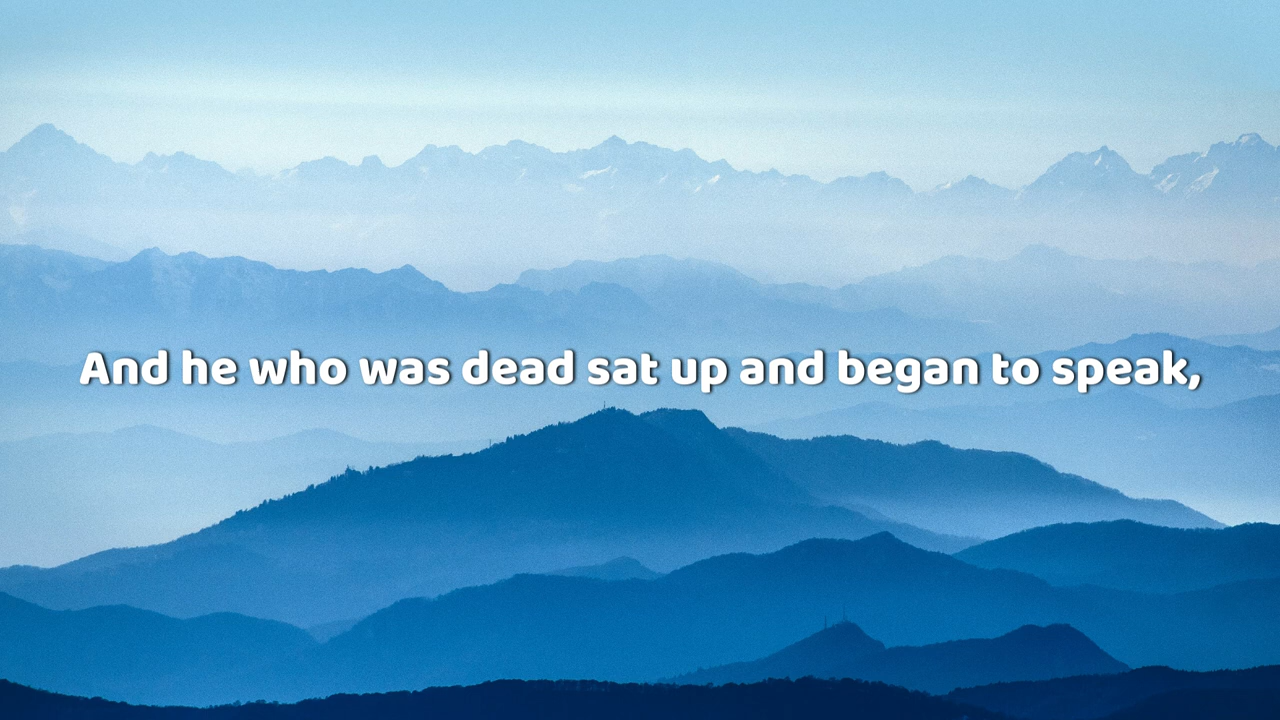 And he who was dead sat up and began to speak,